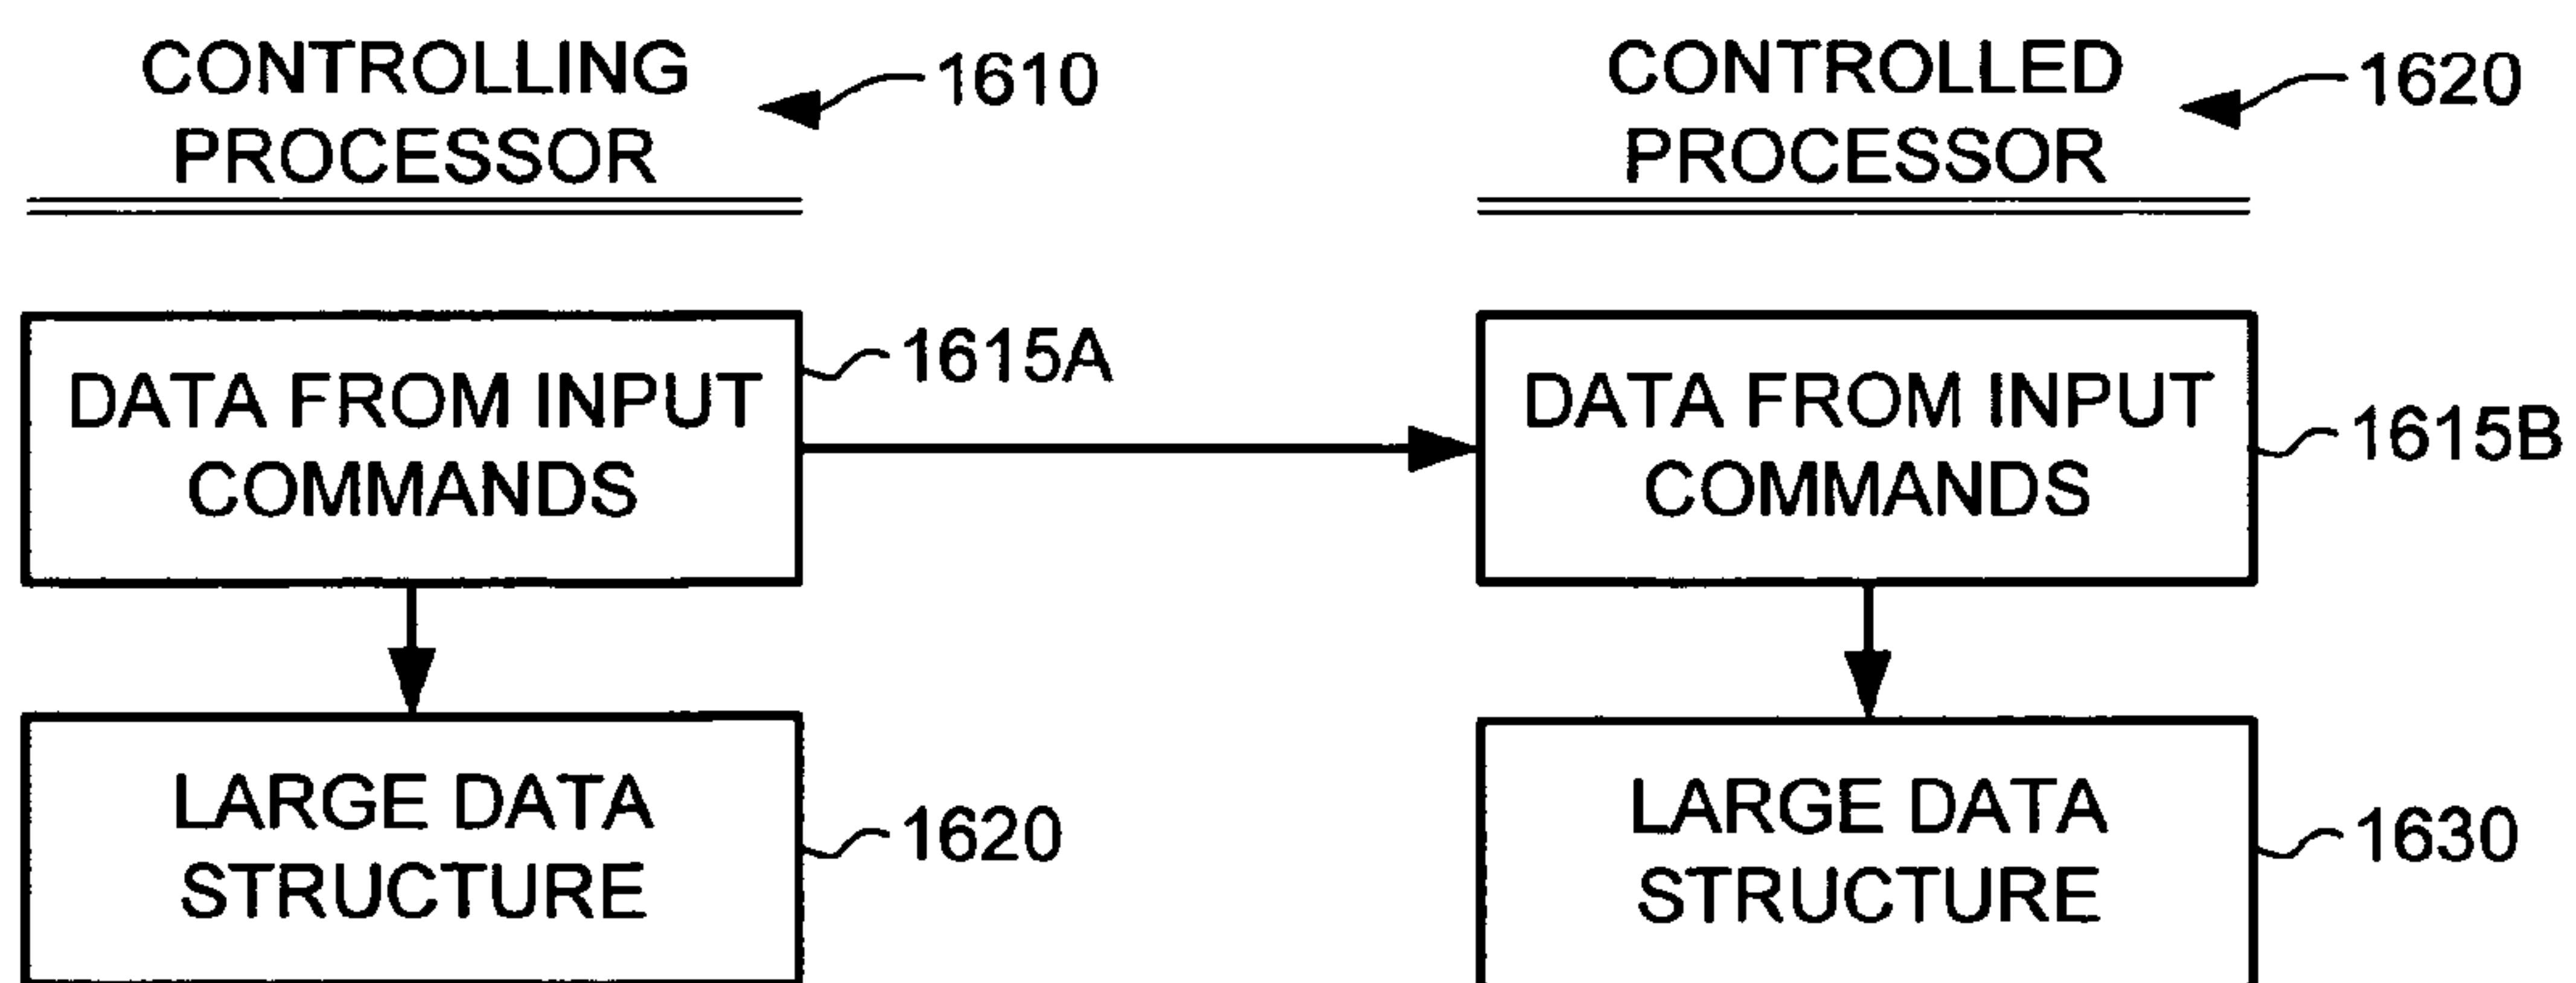 CONTROLLING
PROCESSOR
1610
CONTROLLED
PROCESSOR
1620
DATA FROM INPUT
COMMANDS
1615A
DATA FROM INPUT
COMMANDS
1615B
LARGE DATA
STRUCTURE
1620
LARGE DATA
STRUCTURE
1630